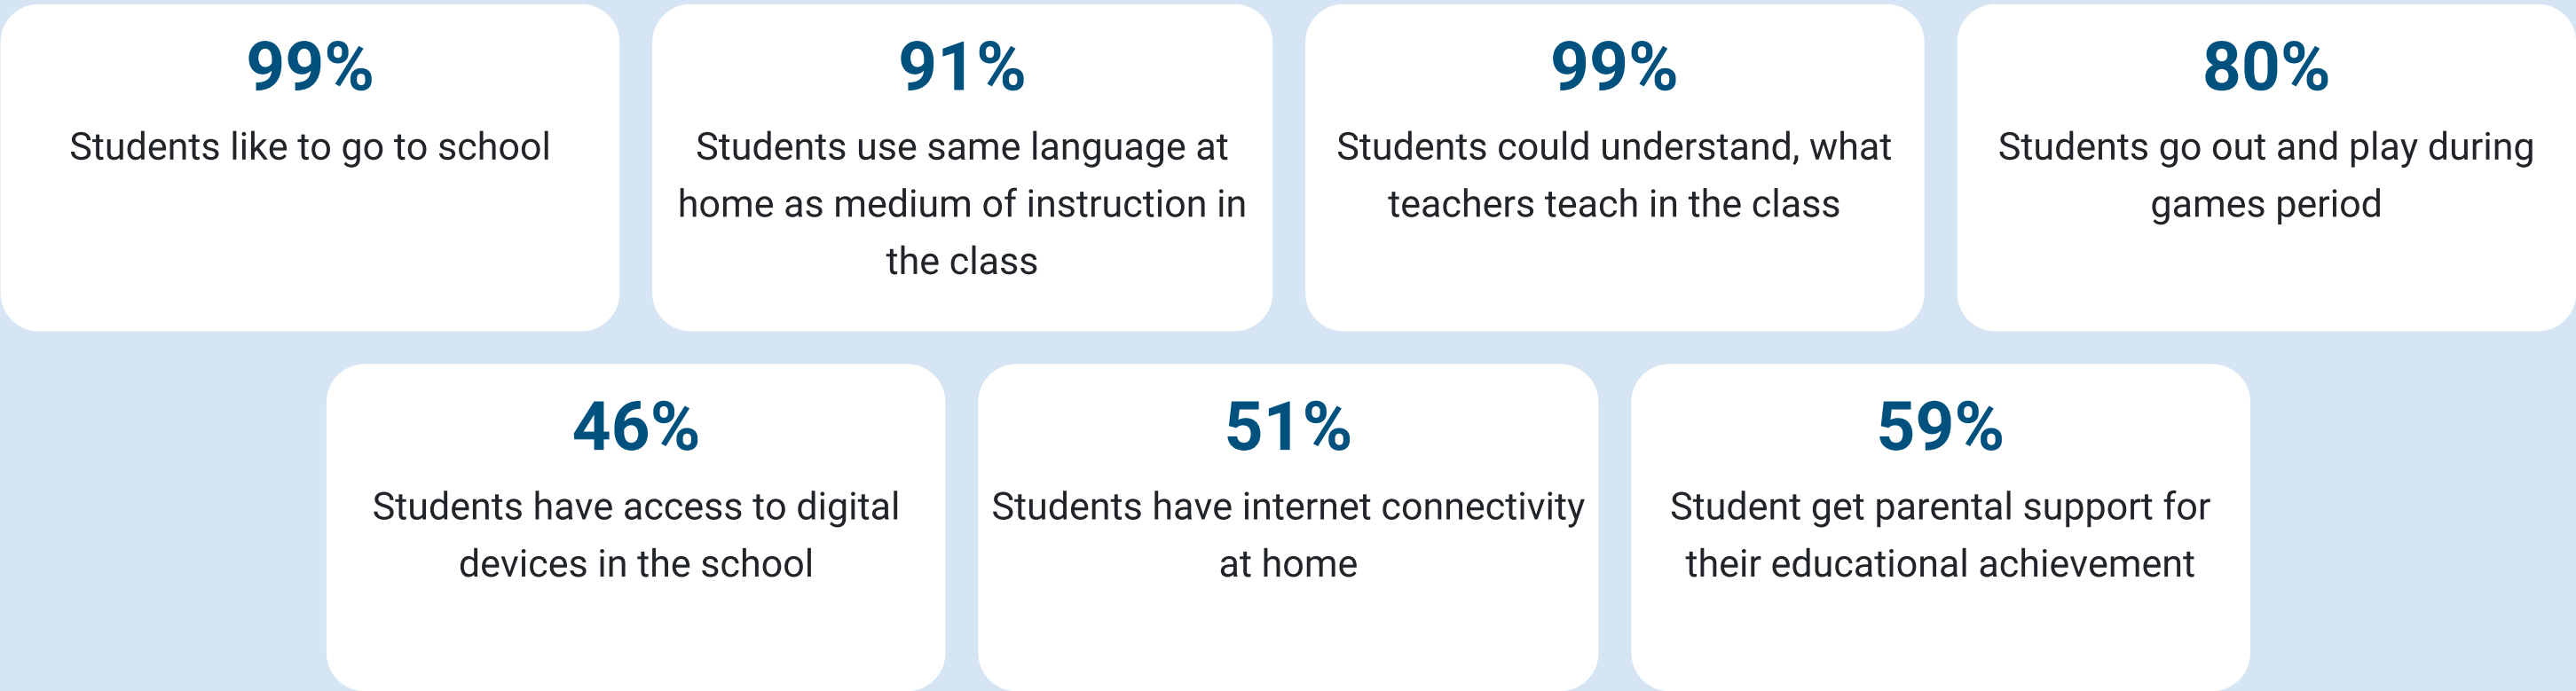 99%
Students like to go to school
91%
Students use same language at
home as medium of instruction in
the class
99%
Students could understand, what
teachers teach in the class
80%
Students go out and play during
games period
46%
Students have access to digital
devices in the school
51%
Students have internet connectivity
at home
59%
Student get parental support for
their educational achievement